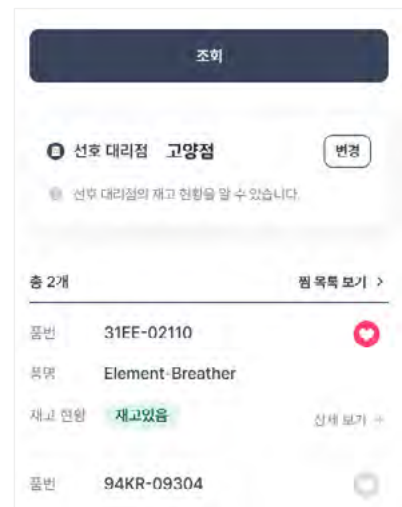 조회
선호 대리점 고양점 변경
선호 대리점의 재고 현황을 알 수 있습니다.
총 2개 찜 목록 보기 >
품번 31EE-02110
품명 Element-Breather
재고 현황 재고있음 상세 보기 +
품번 94KR-09304